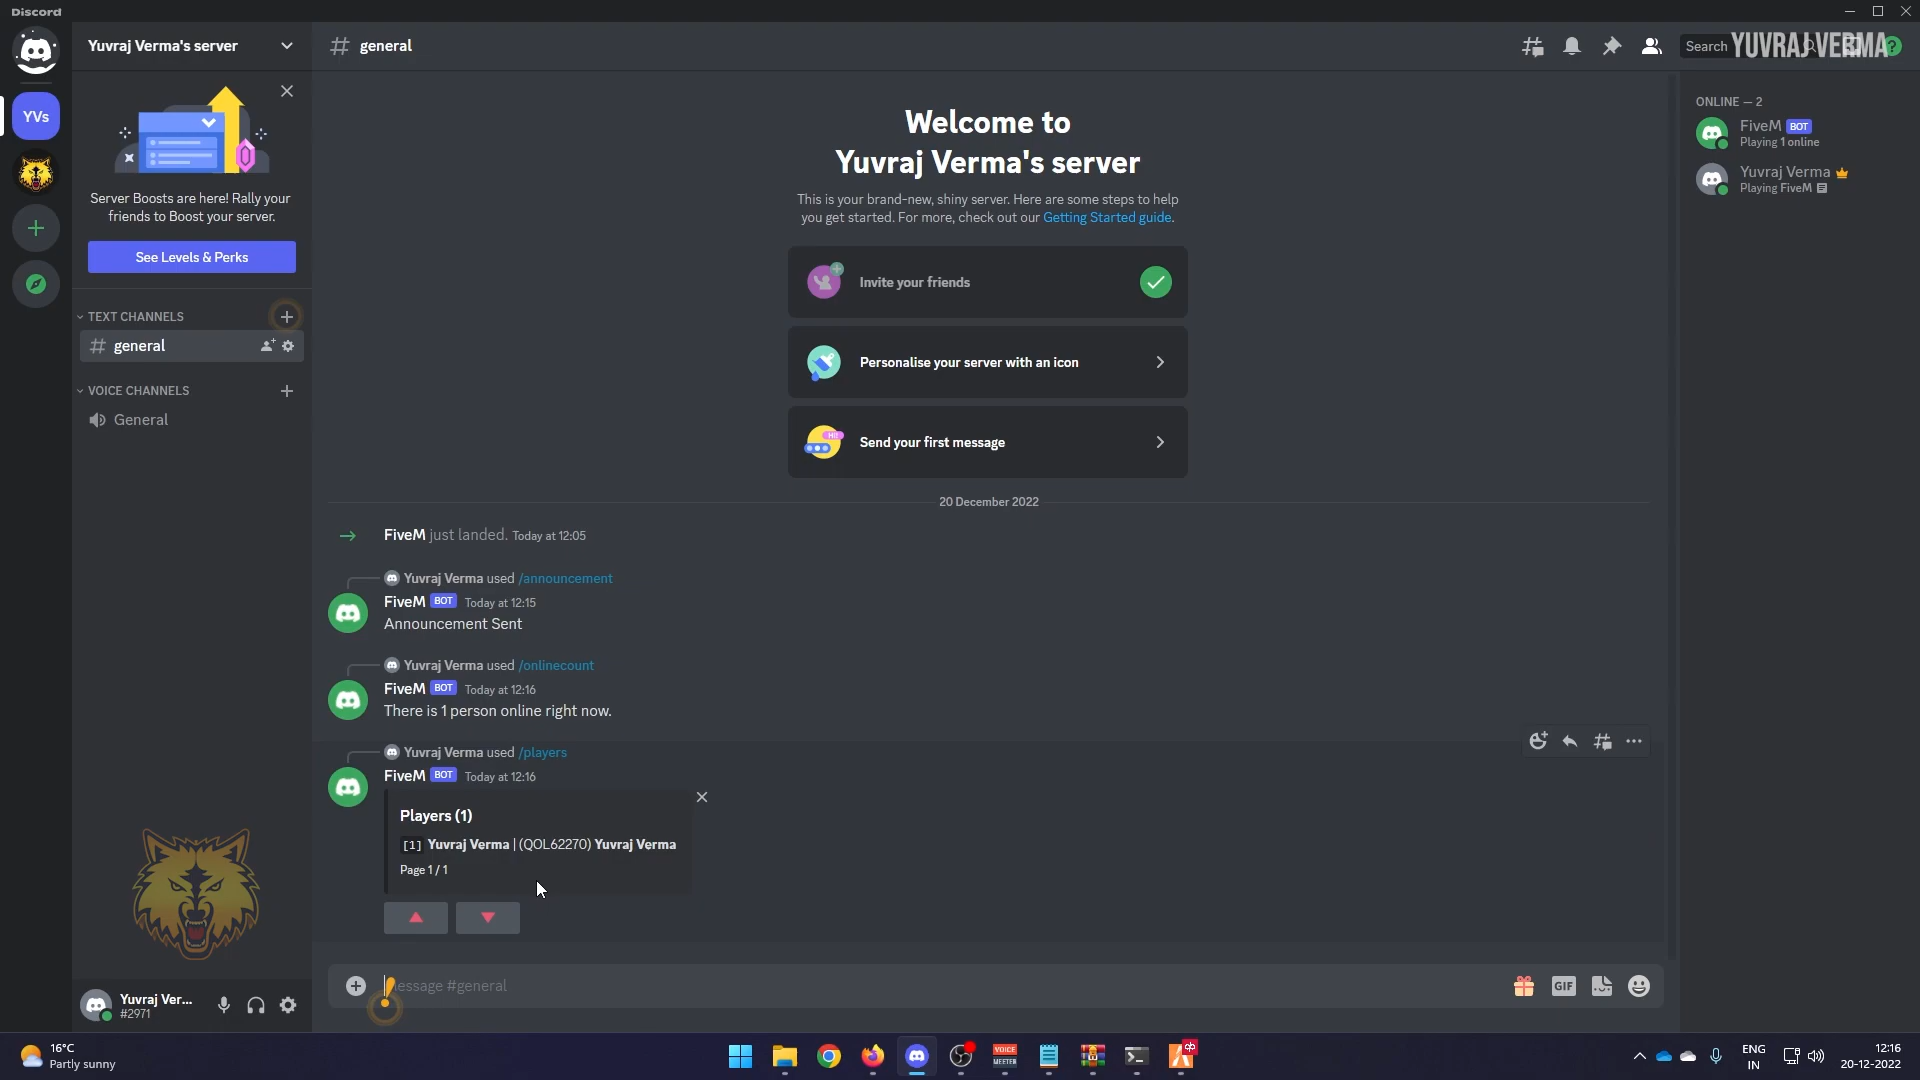 Discord
Yuvraj Verma's server
general
Search
YUVRAJ VERMA
YVs
Server Boosts are here! Rally your
friends to Boost your server.
See Levels & Perks
TEXT CHANNELS
general
VOICE CHANNELS
General
Welcome to
Yuvraj Verma's server
This is your brand-new, shiny server. Here are some steps to help
you get started. For more, check out our Getting Started guide.
Invite your friends
Personalise your server with an icon
Hi!
Send your first message
20 December 2022
FiveM just landed. Today at 12:05
Yuvraj Verma used /announcement
FiveM BOT Today at 12:15
Announcement Sent
Yuvraj Verma used /onlinecount
FiveM BOT Today at 12:16
There is 1 person online right now.
Yuvraj Verma used /players
FiveM BOT Today at 12:16
Players (1)
[1] Yuvraj Verma | (QOL62270) Yuvraj Verma
Page 1 / 1
essage #general
GIF
ONLINE — 2
FiveM BOT
Playing 1 online
Yuvraj Verma
Playing FiveM
Yuvraj Ver...
#2971
16°C
Partly sunny
VOICE
MEETER
ENG
IN
12:16
20-12-2022